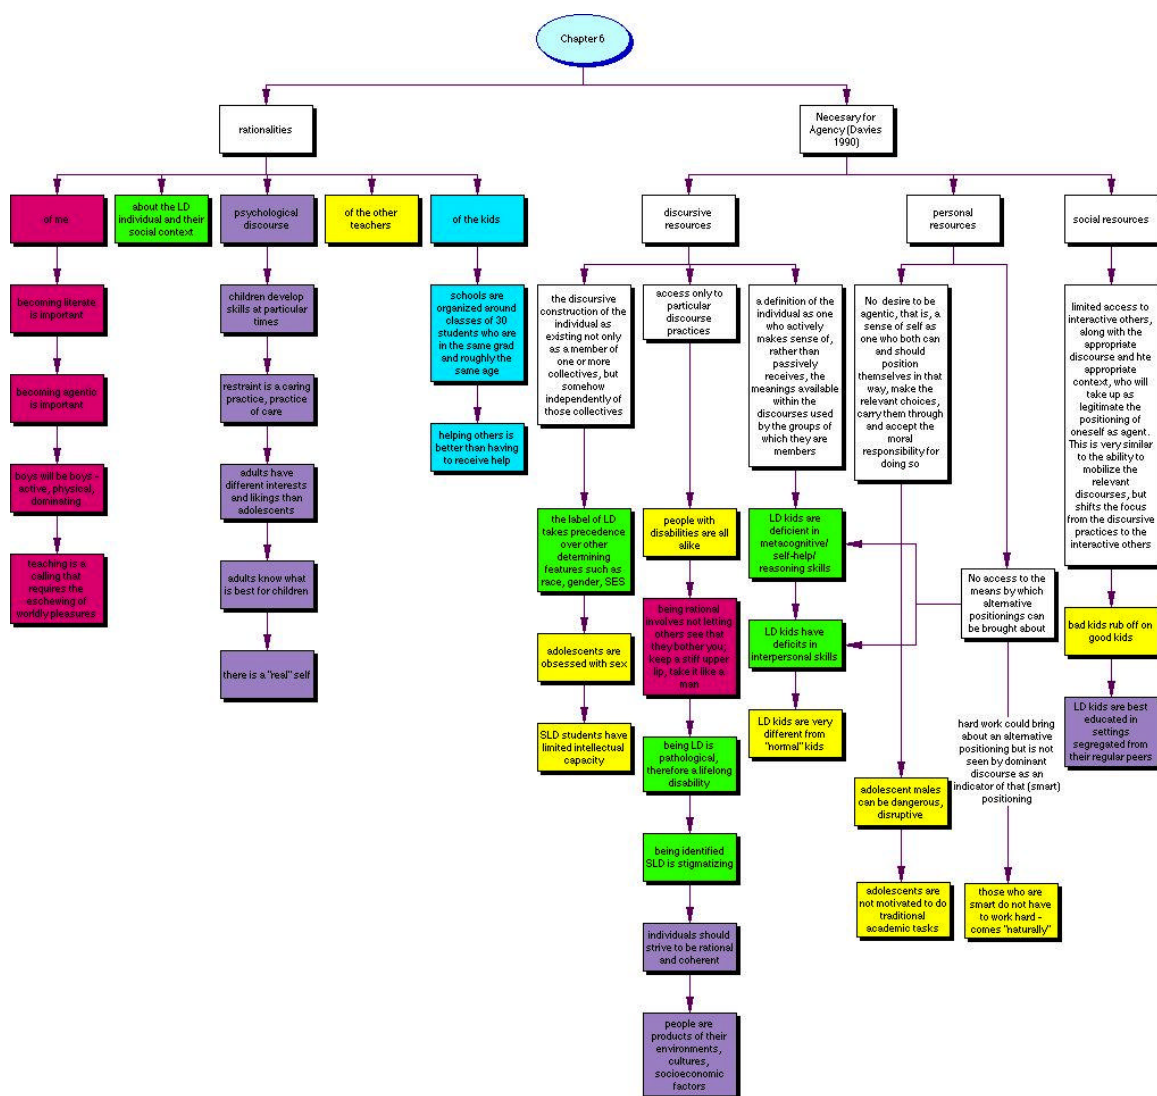 Chapter 6
rationalities
Necesary for
Agency (Davies
1990)
of me
about the LD
individual and their
social context
psychological
discourse
of the other
teachers
of the kids
discursive
resources
personal
resources
social resources
becoming literate
is important
children develop
skills at particular
times
schools are
organized around
classes of 30
students who are
in the same grad
and roughly the
same age
the discursive
construction of the
individual as
existing not only
as a member of
one or more
collectives, but
somehow
independently of
those collectives
access only to
particular
discourse
practices
a definition of the
individual as one
who actively
makes sense of,
rather than
passively
receives, the
meanings available
within the
discourses used
by the groups of
which they are
members
No desire to be
agentic, that is, a
sense of self as
one who both can
and should
position
themselves in that
way, make the
relevant choices,
carry them through
and accept the
moral
responsibility for
doing so
limited access to
interactive others,
along with the
appropriate
discourse and hte
appropriate
context, who will
take up as
legitimate the
positioning of
oneself as agent.
This is very similar
to the ability to
mobilize the
relevant
discourses, but
shifts the focus
from the discursive
practices to the
interactive others
becoming agentic
is important
restraint is a caring
practice, practice
of care
helping others is
better than having
to receive help
boys will be boys -
active, physical,
dominating
adults have
different interests
and likings than
adolescents
teaching is a
calling that
requires the
eschewing of
worldly pleasures
adults know what
is best for children
there is a "real" self
the label of LD
takes precedence
over other
determining
features such as
race, gender, SES
people with
disabilities are all
alike
LD kids are
deficient in
metacognitive/
self-help/
reasoning skills
No access to the
means by which
alternative
positionings can
be brought about
adolescents are
obsessed with sex
being rational
involves not letting
others see that
they bother you;
keep a stiff upper
lip, take it like a
man
LD kids have
deficits in
interpersonal skills
bad kids rub off on
good kids
SLD students have
limited intellectual
capacity
being LD is
pathological,
therefore a lifelong
disability
LD kids are very
different from
"normal" kids
LD kids are best
educated in
settings
segregated from
their regular peers
hard work could bring
about an alternative
positioning but is not
seen by dominant
discourse as an
indicator of that (smart)
positioning
adolescent males
can be dangerous,
disruptive
being identified
SLD is stigmatizing
adolescents are
not motivated to do
traditional
academic tasks
those who are
smart do not have
to work hard -
comes "naturally"
individuals should
strive to be rational
and coherent
people are
products of their
environments,
cultures,
socioeconomic
factors